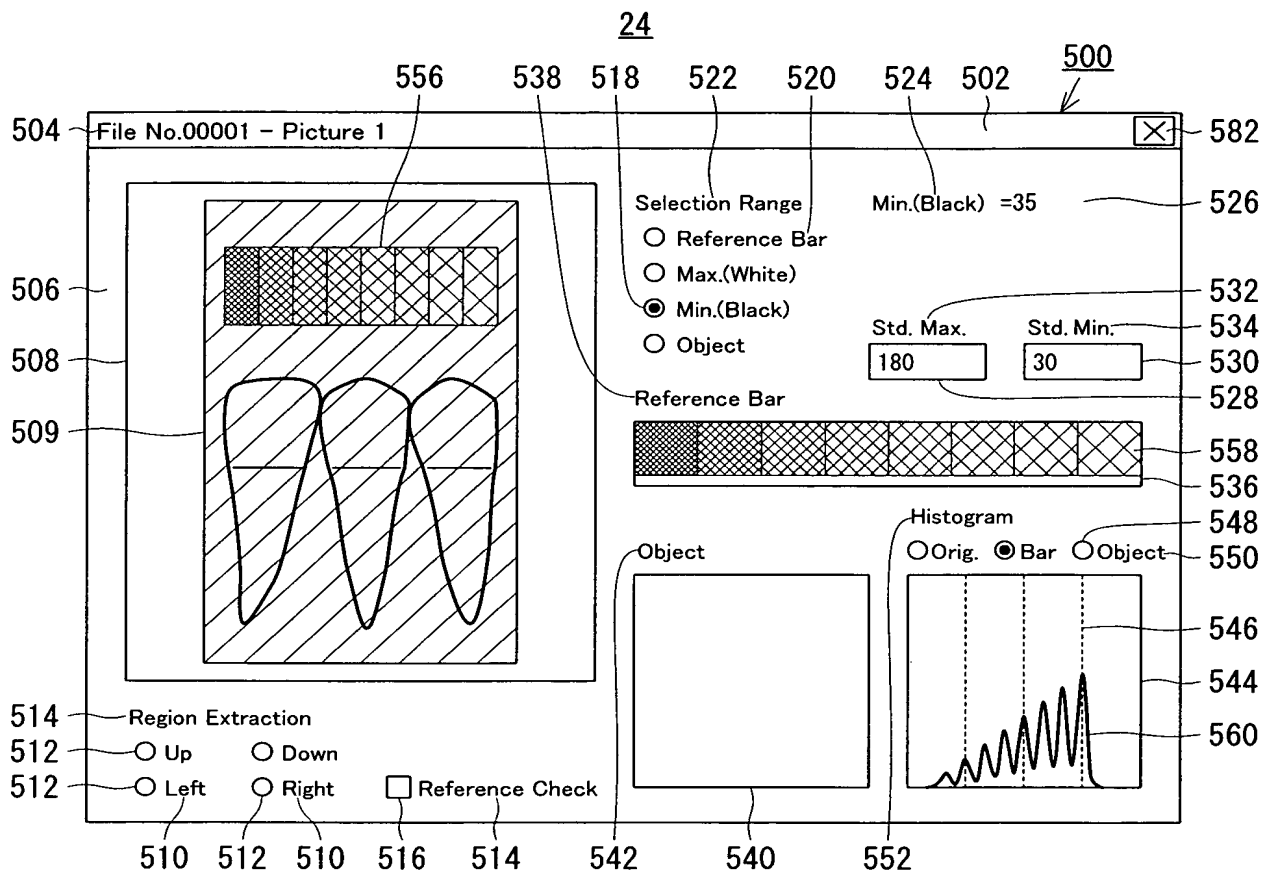 24
556 538 518 522 520 524 502 500
504 File No.00001 - Picture 1 582
Selection Range Min.(Black) =35 526
Reference Bar
506 Max.(White)
Min.(Black) 532
Std. Max. Std. Min. 534
508 Object 180 30 530
Reference Bar 528
509
558
536
Histogram 548
Object Orig. Bar Object 550
546
544
514 Region Extraction
512 Up Down 560
512 Left Right Reference Check
510 512 510 516 514 542 540 552